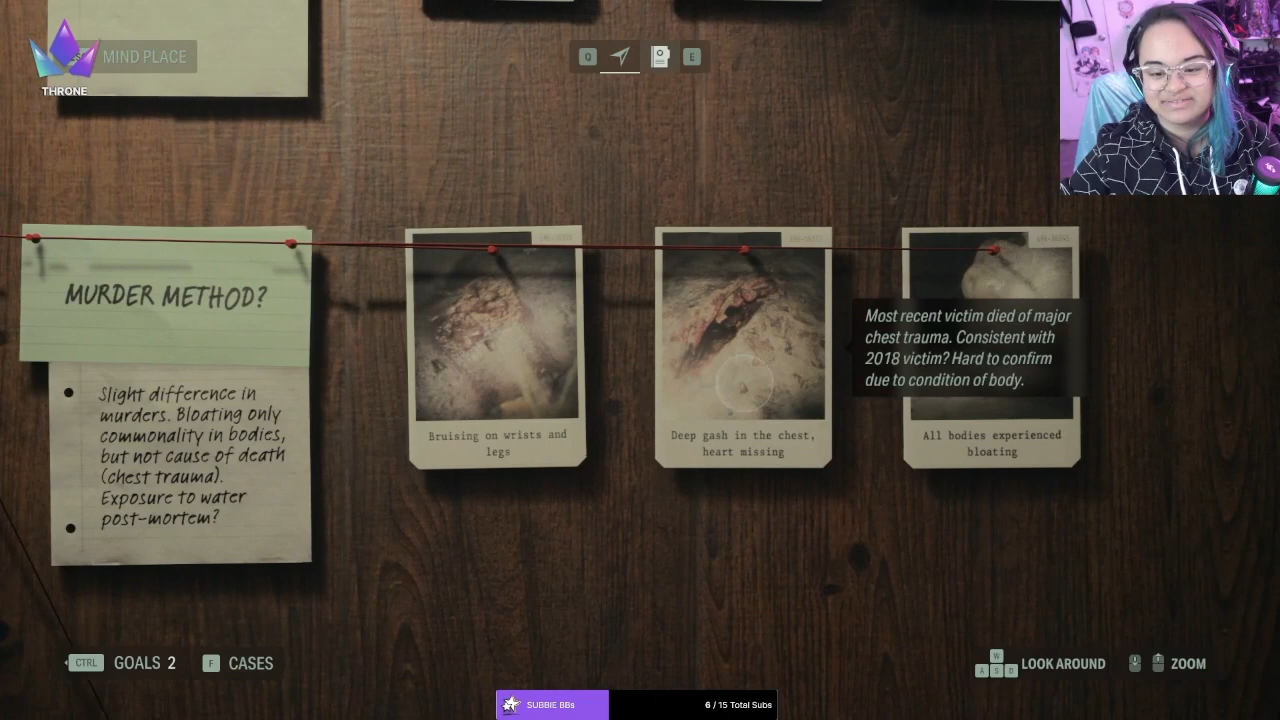 MIND PLACE
THRONE
Q
E
MURDER METHOD?
Slight difference in
murders. Bloating only
commonality in bodies,
but not cause of death
(chest trauma).
Exposure to water
post-mortem?
Bruising on wrists and
legs
Deep gash in the chest,
heart missing
Most recent victim died of major
chest trauma. Consistent with
2018 victim? Hard to confirm
due to condition of body.
All bodies experienced
bloating
CTRL GOALS 2
F CASES
W
A S D LOOK AROUND
ZOOM
SUBBIE BBs
6 / 15 Total Subs